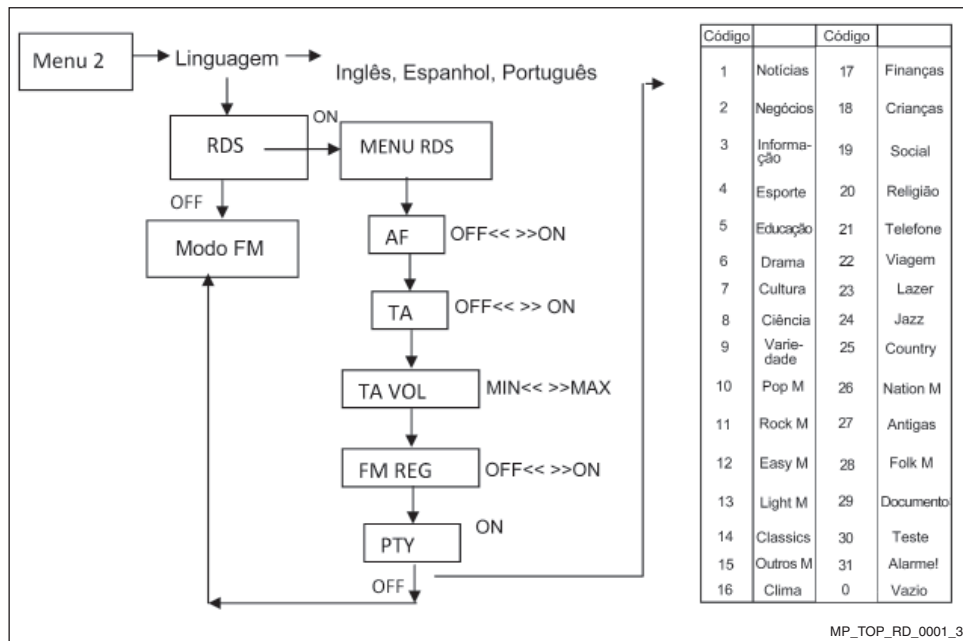 Menu 2
Linguagem
Inglês, Espanhol, Português
RDS
ON
MENU RDS
OFF
Modo FM
AF
OFF<< >>ON
TA
OFF<< >> ON
TA VOL
MIN<< >>MAX
FM REG
OFF<< >>ON
PTY
ON
OFF
Código Código
1 Notícias 17 Finanças
2 Negócios 18 Crianças
3 Informa-
ção 19 Social
4 Esporte 20 Religião
5 Educação 21 Telefone
6 Drama 22 Viagem
7 Cultura 23 Lazer
8 Ciência 24 Jazz
9 Varie-
dade 25 Country
10 Pop M 26 Nation M
11 Rock M 27 Antigas
12 Easy M 28 Folk M
13 Light M 29 Documento
14 Classics 30 Teste
15 Outros M 31 Alarme!
16 Clima 0 Vazio
MP_TOP_RD_0001_3